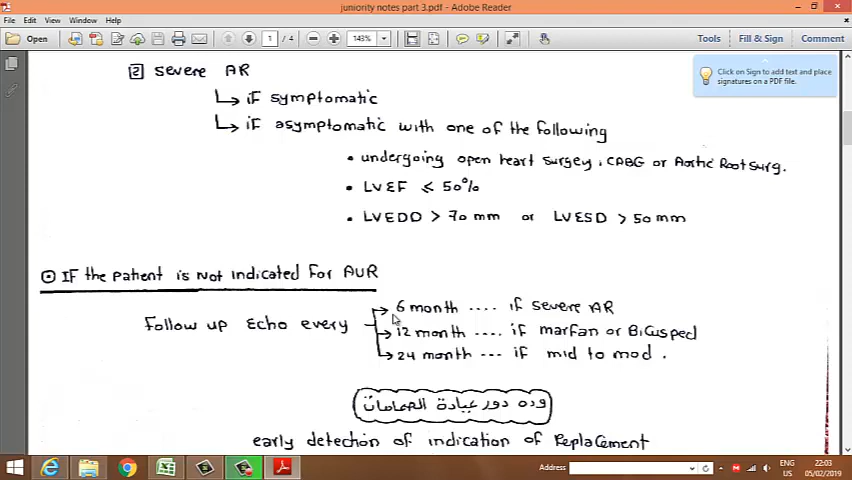 juniority notes part 3.pdf - Adobe Reader
File Edit View Window Help
Open 1 / 4 143% Tools Fill & Sign Comment
Click on Sign to add text and place signatures on a PDF file.
2 severe AR
if symptomatic
if asymptomatic with one of the following
• undergoing open heart surgey, CABG or Aortic Root surg.
• LVEF ≤ 50%
• LVEDD > 70 mm or LVESD > 50 mm
IF the Patient is not indicated For AVR
Follow up Echo every
6 month .... if severe AR
12 month .... if marfan or BiCusped
24 month ... if mid to mod.
وده دور عيادة الصمامات
early detection of indication of Replacement
Address ENG 22:03
US 05/02/2019